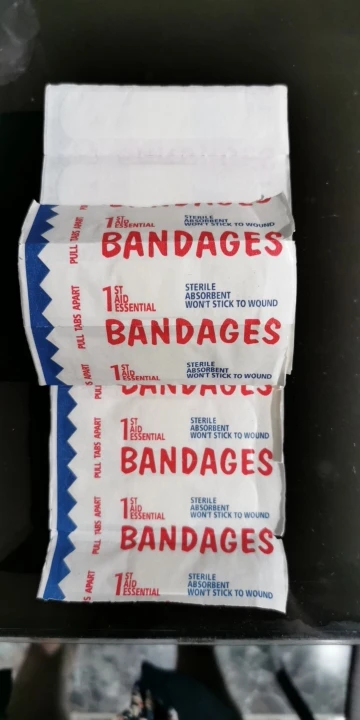 PULL TABS APART
1ST AID ESSENTIAL
STERILE
ABSORBENT
WON'T STICK TO WOUND
BANDAGES
PULL TABS APART
1ST AID ESSENTIAL
STERILE
ABSORBENT
WON'T STICK TO WOUND
BANDAGES
S APART
1ST AID ESSENTIAL
STERILE
ABSORBENT
WON'T STICK TO WOUND
BANDAGES
PULL TABS APART
1ST AID ESSENTIAL
STERILE
ABSORBENT
WON'T STICK TO WOUND
BANDAGES
PULL TABS APART
1ST AID ESSENTIAL
STERILE
ABSORBENT
WON'T STICK TO WOUND
BANDAGES
S APART
1ST AID ESSENTIAL
STERILE
ABSORBENT
WON'T STICK TO WOUND